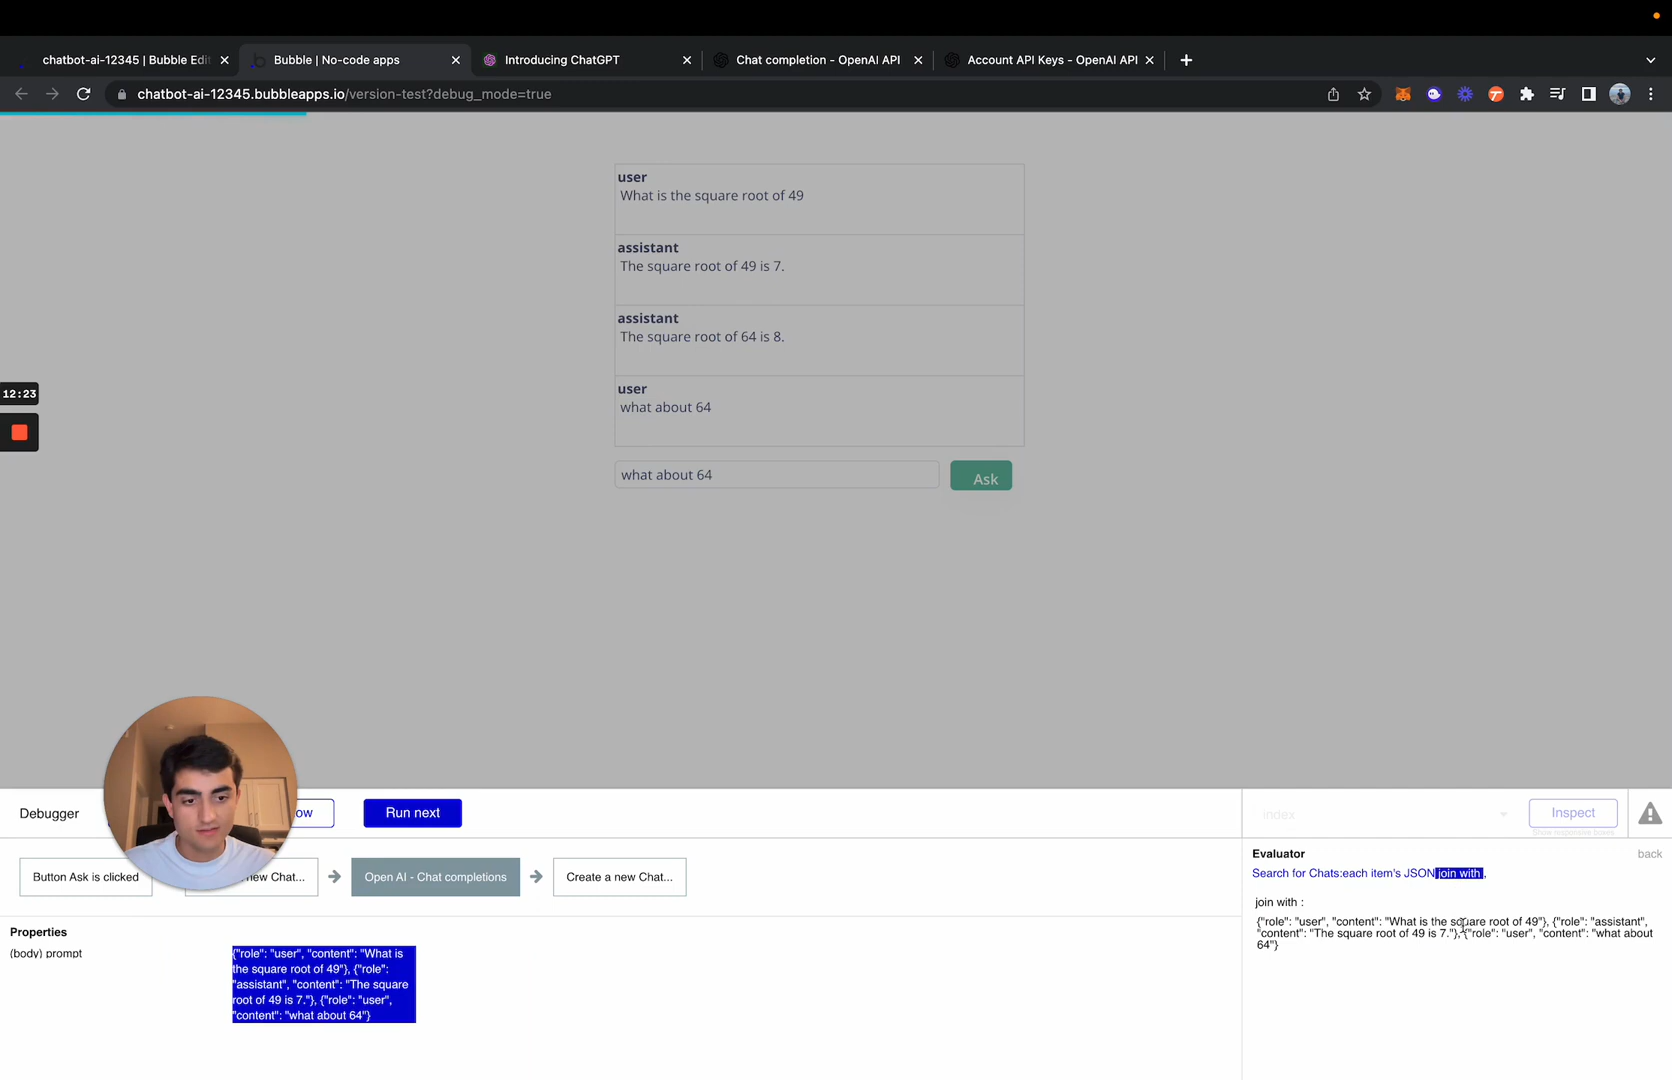 chatbot-ai-12345 | Bubble Edit
Bubble | No-code apps
Introducing ChatGPT
Chat completion - OpenAI API
Account API Keys - OpenAI API
chatbot-ai-12345.bubbleapps.io/version-test?debug_mode=true
user
What is the square root of 49
assistant
The square root of 49 is 7.
assistant
The square root of 64 is 8.
user
what about 64
what about 64
Ask
12:23
Debugger
ow
Run next
index
Inspect
Show responsive boxes
Button Ask is clicked
new Chat...
Open AI - Chat completions
Create a new Chat...
Evaluator
back
Search for Chats:each item's JSON join with ,
join with :
{"role": "user", "content": "What is the square root of 49"}, {"role": "assistant",
"content": "The square root of 49 is 7."}, {"role": "user", "content": "what about
64"}
Properties
(body) prompt
{"role": "user", "content": "What is
the square root of 49"}, {"role":
"assistant", "content": "The square
root of 49 is 7."}, {"role": "user",
"content": "what about 64"}